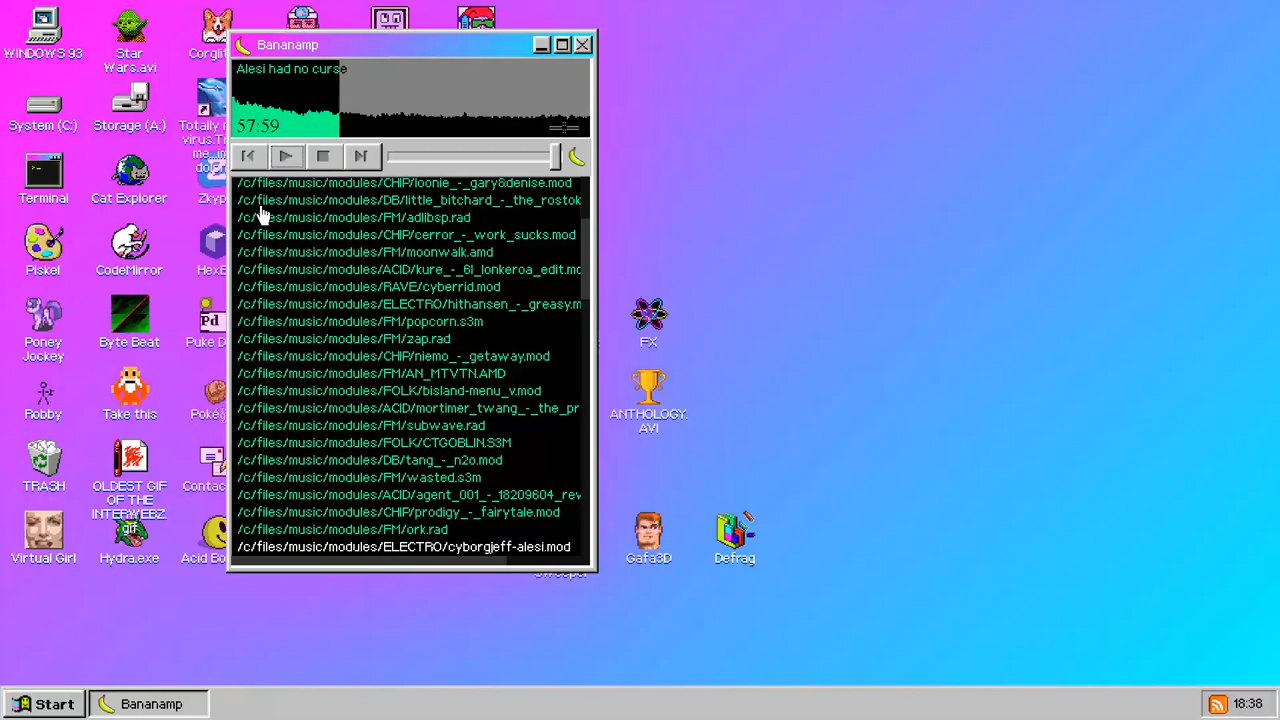 WINDOWS 93
Star
Wars.avi
Corgli
Bananamp
Alesi had no curse
57:59
System (C:)
Storage (A:)
Totally n
virus.T
me_in
dol
Terminal
Cat Explorer
Zkyp
Piskel
CodeMirror
HexE
Poney
Jockey
Byte Beat
Pd
Puke D
Robby
Take this
Poké
TRASH
OLDEST GIF
OF THE
INTERWEBZ.
gif
Contac
Virtual Girl
Hydra.exe
Acid Bo
/c/files/music/modules/CHIP/loonie_-_gary&denise.mod
/c/files/music/modules/DB/little_bitchard_-_the_rostok
/c/files/music/modules/FM/adlibsp.rad
/c/files/music/modules/CHIP/cerror_-_work_sucks.mod
/c/files/music/modules/FM/moonwalk.amd
/c/files/music/modules/ACID/kure_-_6l_lonkeroa_edit.mo
/c/files/music/modules/RAVE/cyberrid.mod
/c/files/music/modules/ELECTRO/hithansen_-_greasy.m
/c/files/music/modules/FM/popcorn.s3m
/c/files/music/modules/FM/zap.rad
/c/files/music/modules/CHIP/niemo_-_getaway.mod
/c/files/music/modules/FM/AN_MTVTN.AMD
/c/files/music/modules/FOLK/bisland-menu_v.mod
/c/files/music/modules/ACID/mortimer_twang_-_the_pr
/c/files/music/modules/FM/subwave.rad
/c/files/music/modules/FOLK/CTGOBLIN.S3M
/c/files/music/modules/DB/tang_-_n2o.mod
/c/files/music/modules/FM/wasted.s3m
/c/files/music/modules/ACID/agent_001_-_18209604_rev
/c/files/music/modules/CHIP/prodigy_-_fairytale.mod
/c/files/music/modules/FM/ork.rad
/c/files/music/modules/ELECTRO/cyborgjeff-alesi.mod
FX
ANTHOLOGY.
AVI
Gafa3D
Defrag
Start
Bananamp
18:38